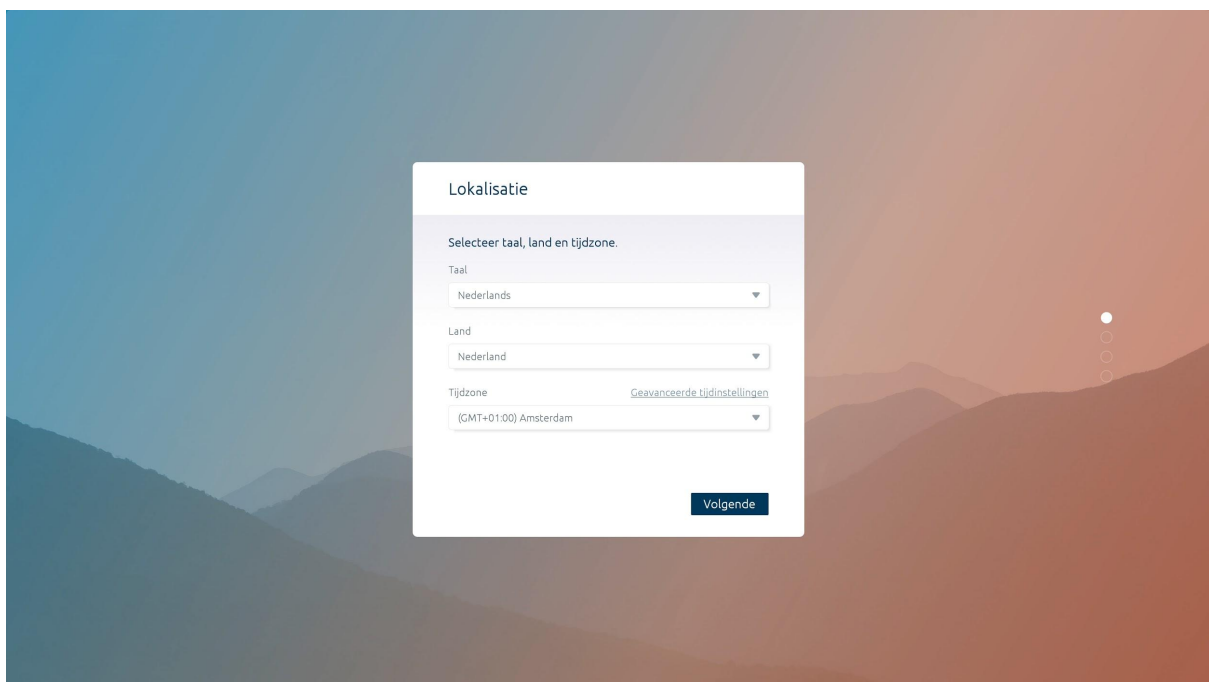 Lokalisatie
Selecteer taal, land en tijdzone.
Taal
Nederlands
Land
Nederland
Tijdzone
Geavanceerde tijdinstellingen
(GMT+01:00) Amsterdam
Volgende